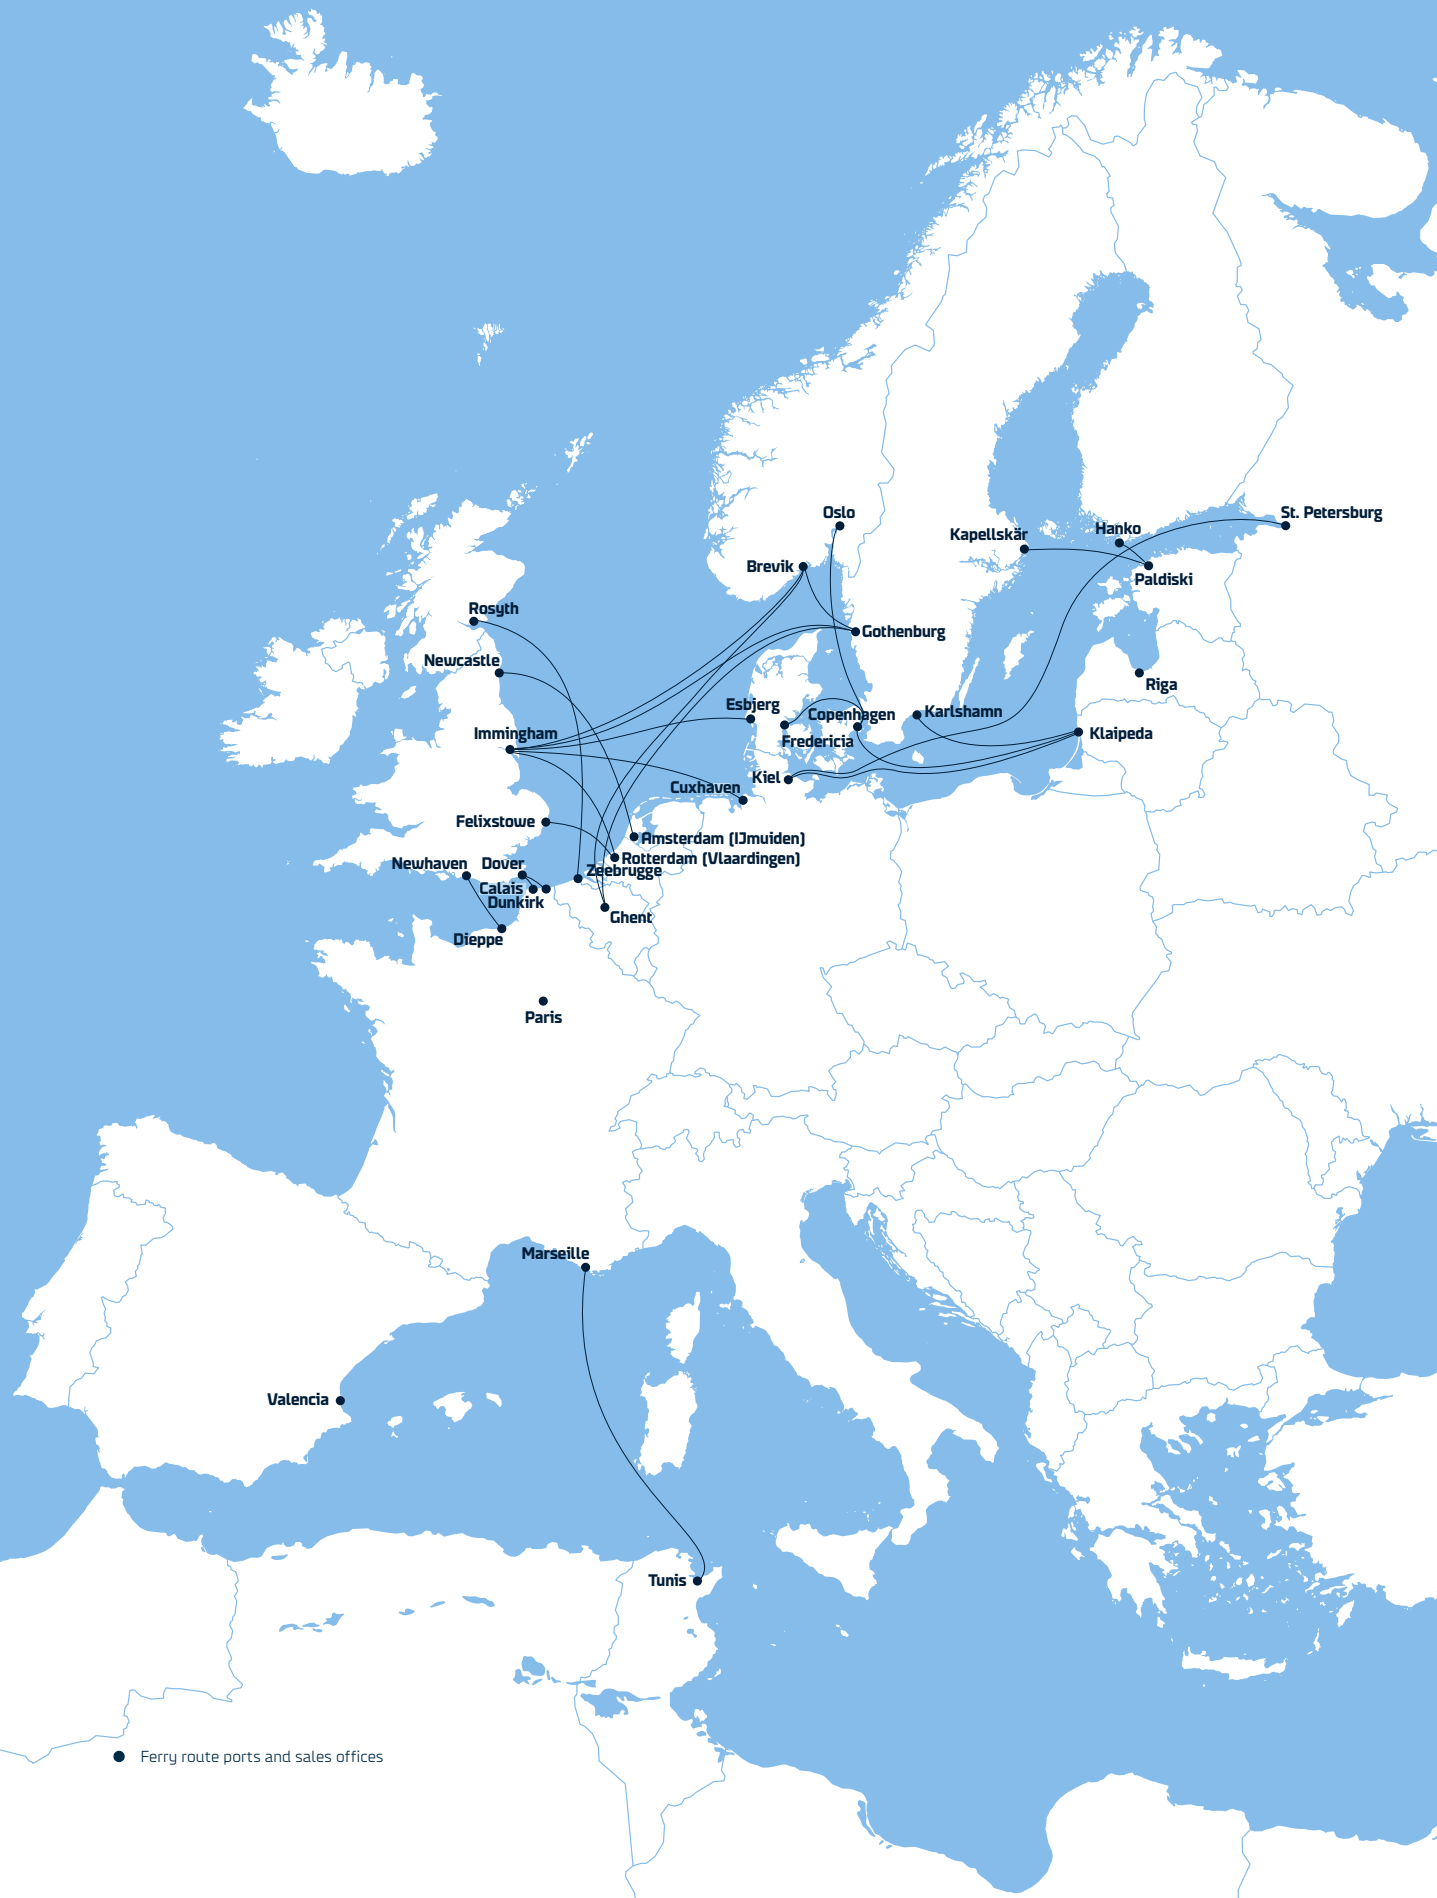 Oslo
St. Petersburg
Kapellskär
Hanko
Brevik
Paldiski
Rosyth
Gothenburg
Newcastle
Riga
Esbjerg
Copenhagen
Karlshamn
Immingham
Fredericia
Klaipeda
Kiel
Cuxhaven
Felixstowe
Amsterdam (IJmuiden)
Rotterdam (Vlaardingen)
Newhaven
Dover
Zeebrugge
Calais
Dunkirk
Ghent
Dieppe
Paris
Marseille
Valencia
Tunis
Ferry route ports and sales offices